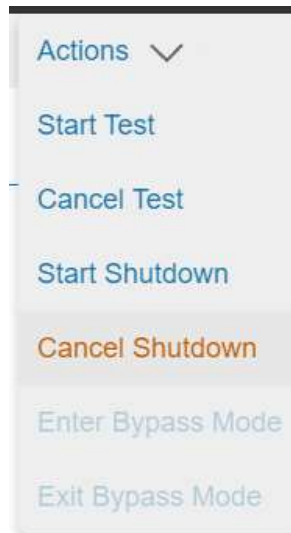 Actions
Start Test
Cancel Test
Start Shutdown
Cancel Shutdown
Enter Bypass Mode
Exit Bypass Mode